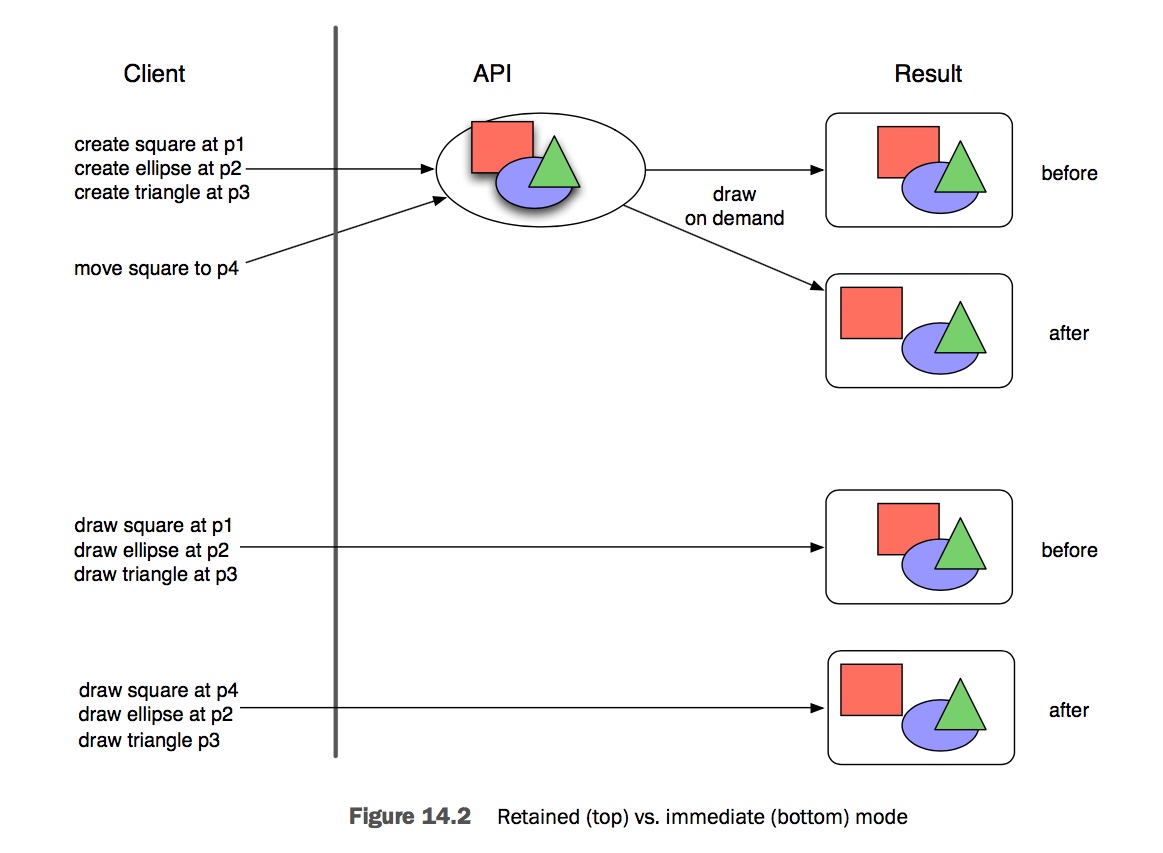 Client
API
Result
create square at p1
create ellipse at p2
create triangle at p3
before
draw
on demand
move square to p4
after
draw square at p1
draw ellipse at p2
draw triangle at p3
before
draw square at p4
draw ellipse at p2
draw triangle p3
after
Figure 14.2 Retained (top) vs. immediate (bottom) mode